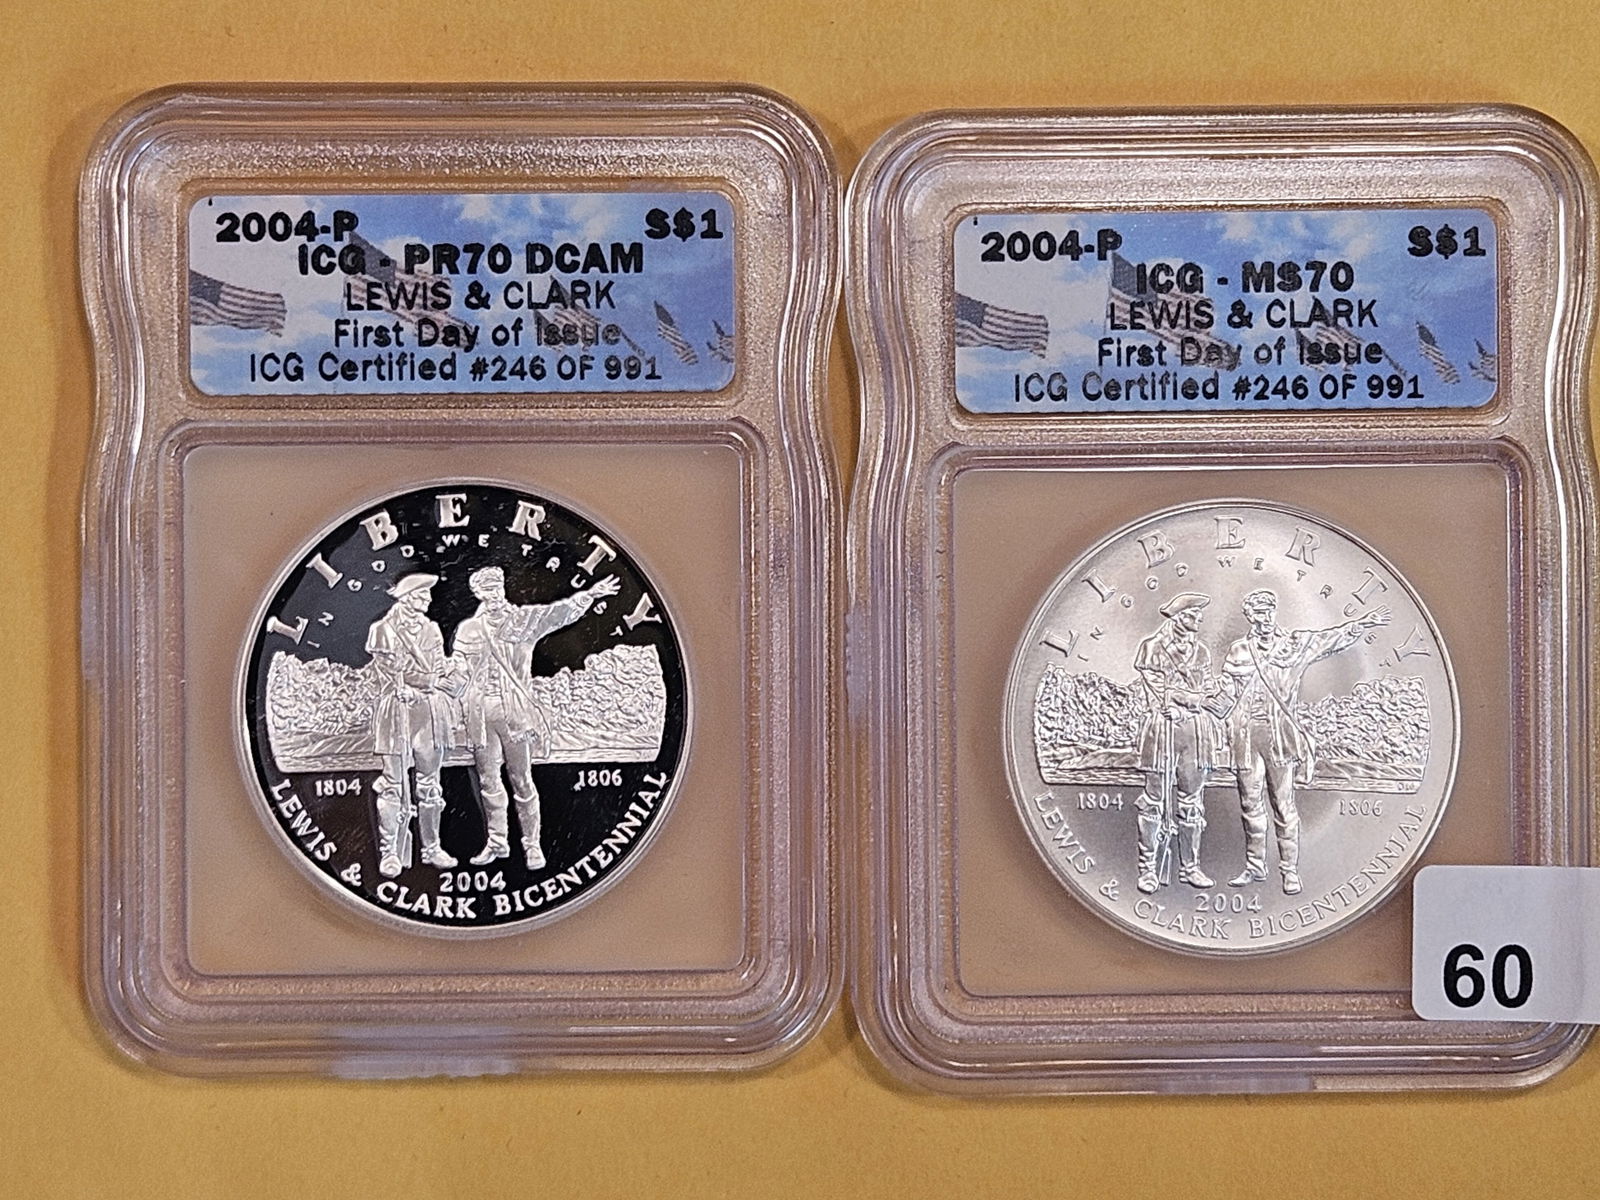 2004-P S$1
ICG - PR70 DCAM
LEWIS & CLARK
First Day of Issue
ICG Certified #246 OF 991
LIBERTY
IN GOD WE TRUST
1804 1806
2004
LEWIS & CLARK BICENTENNIAL
2004-P S$1
ICG - MS70
LEWIS & CLARK
First Day of Issue
ICG Certified #246 OF 991
LIBERTY
IN GOD WE TRUST
1804 1806
2004
LEWIS & CLARK BICENTENNIAL
60